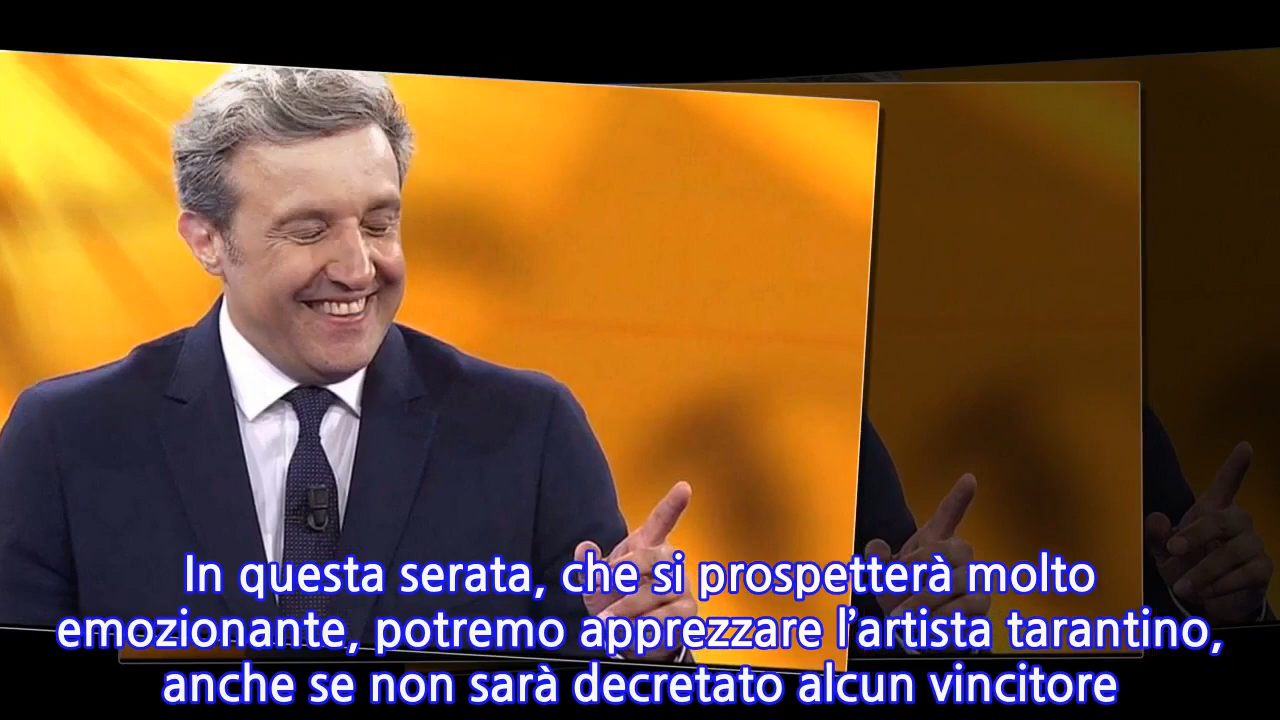 In questa serata, che si prospetterà molto
emozionante, potremo apprezzare l'artista tarantino,
anche se non sarà decretato alcun vincitore